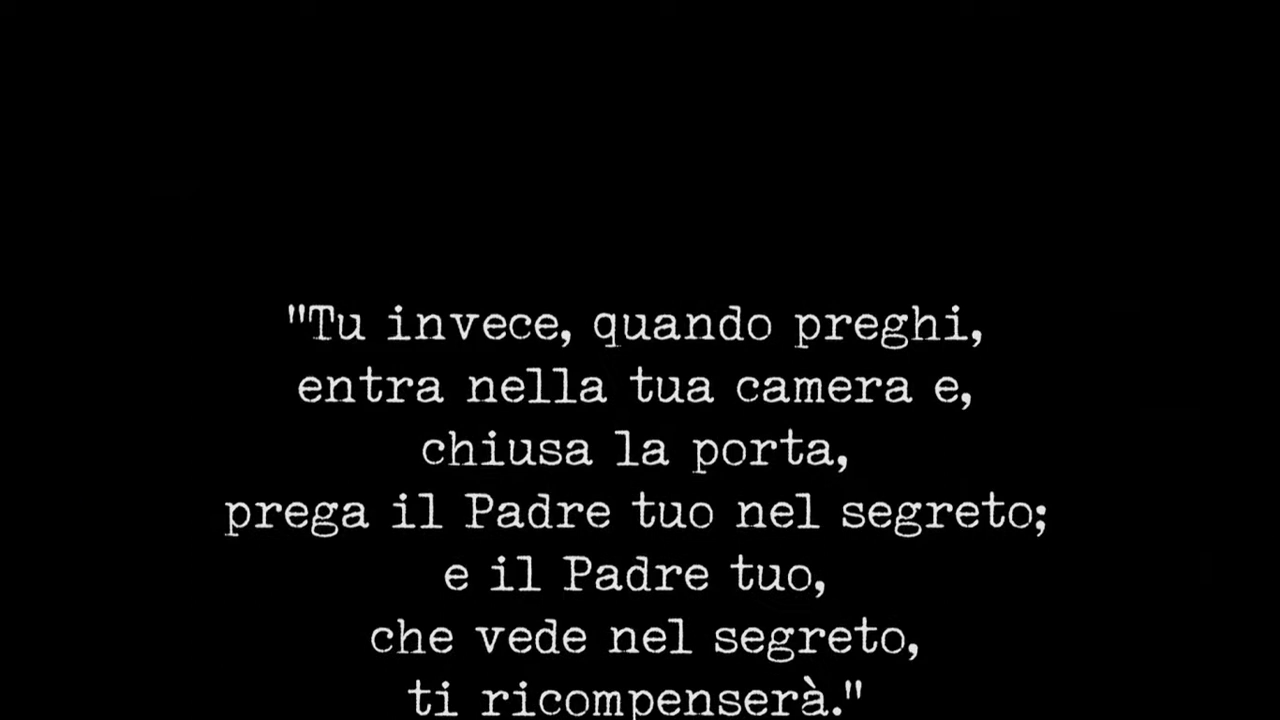 "Tu invece, quando preghi,
entra nella tua camera e,
chiusa la porta,
prega il Padre tuo nel segreto;
e il Padre tuo,
che vede nel segreto,
ti ricompenserà."